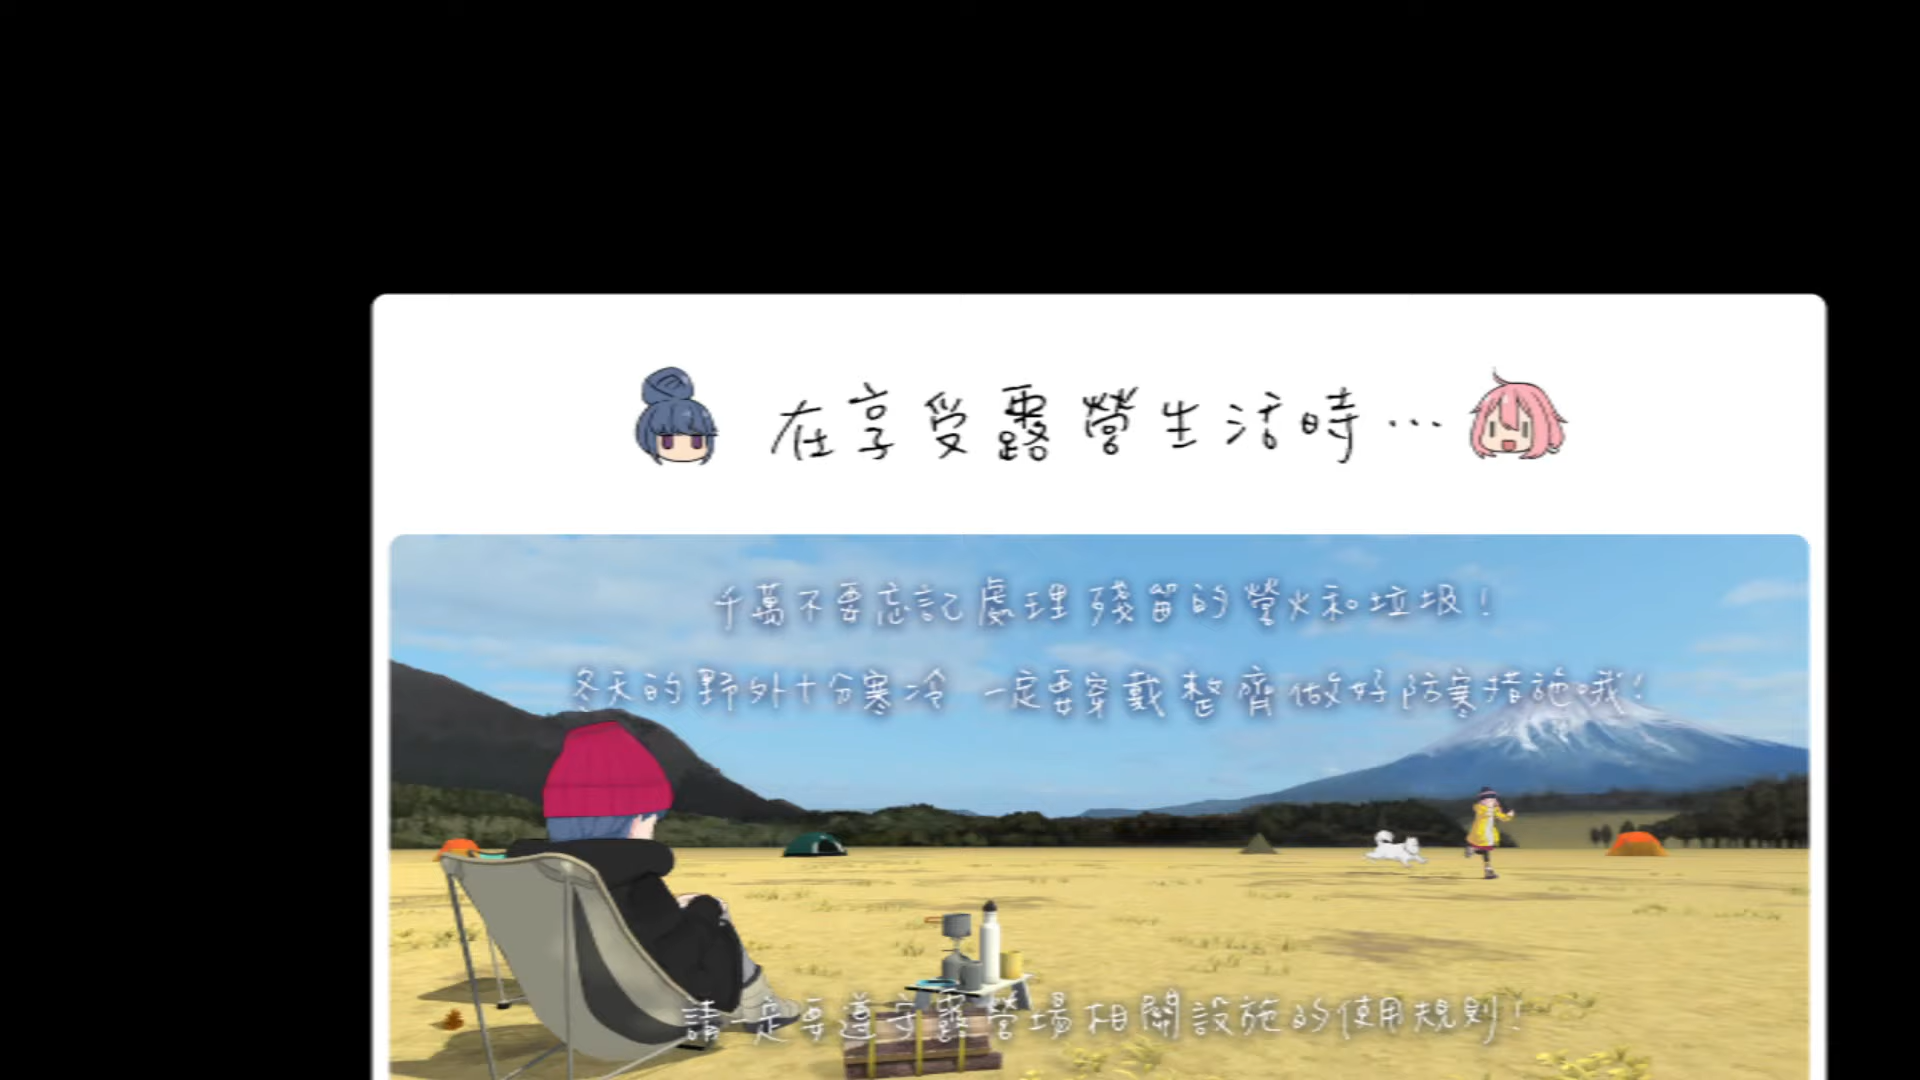 在享受露營生活時…
千萬不要忘記處理殘留的營火和垃圾！
冬天的野外十分寒冷 一定要穿戴整齊做好防寒措施哦！
請一定要遵守露營場相關設施的使用規則！